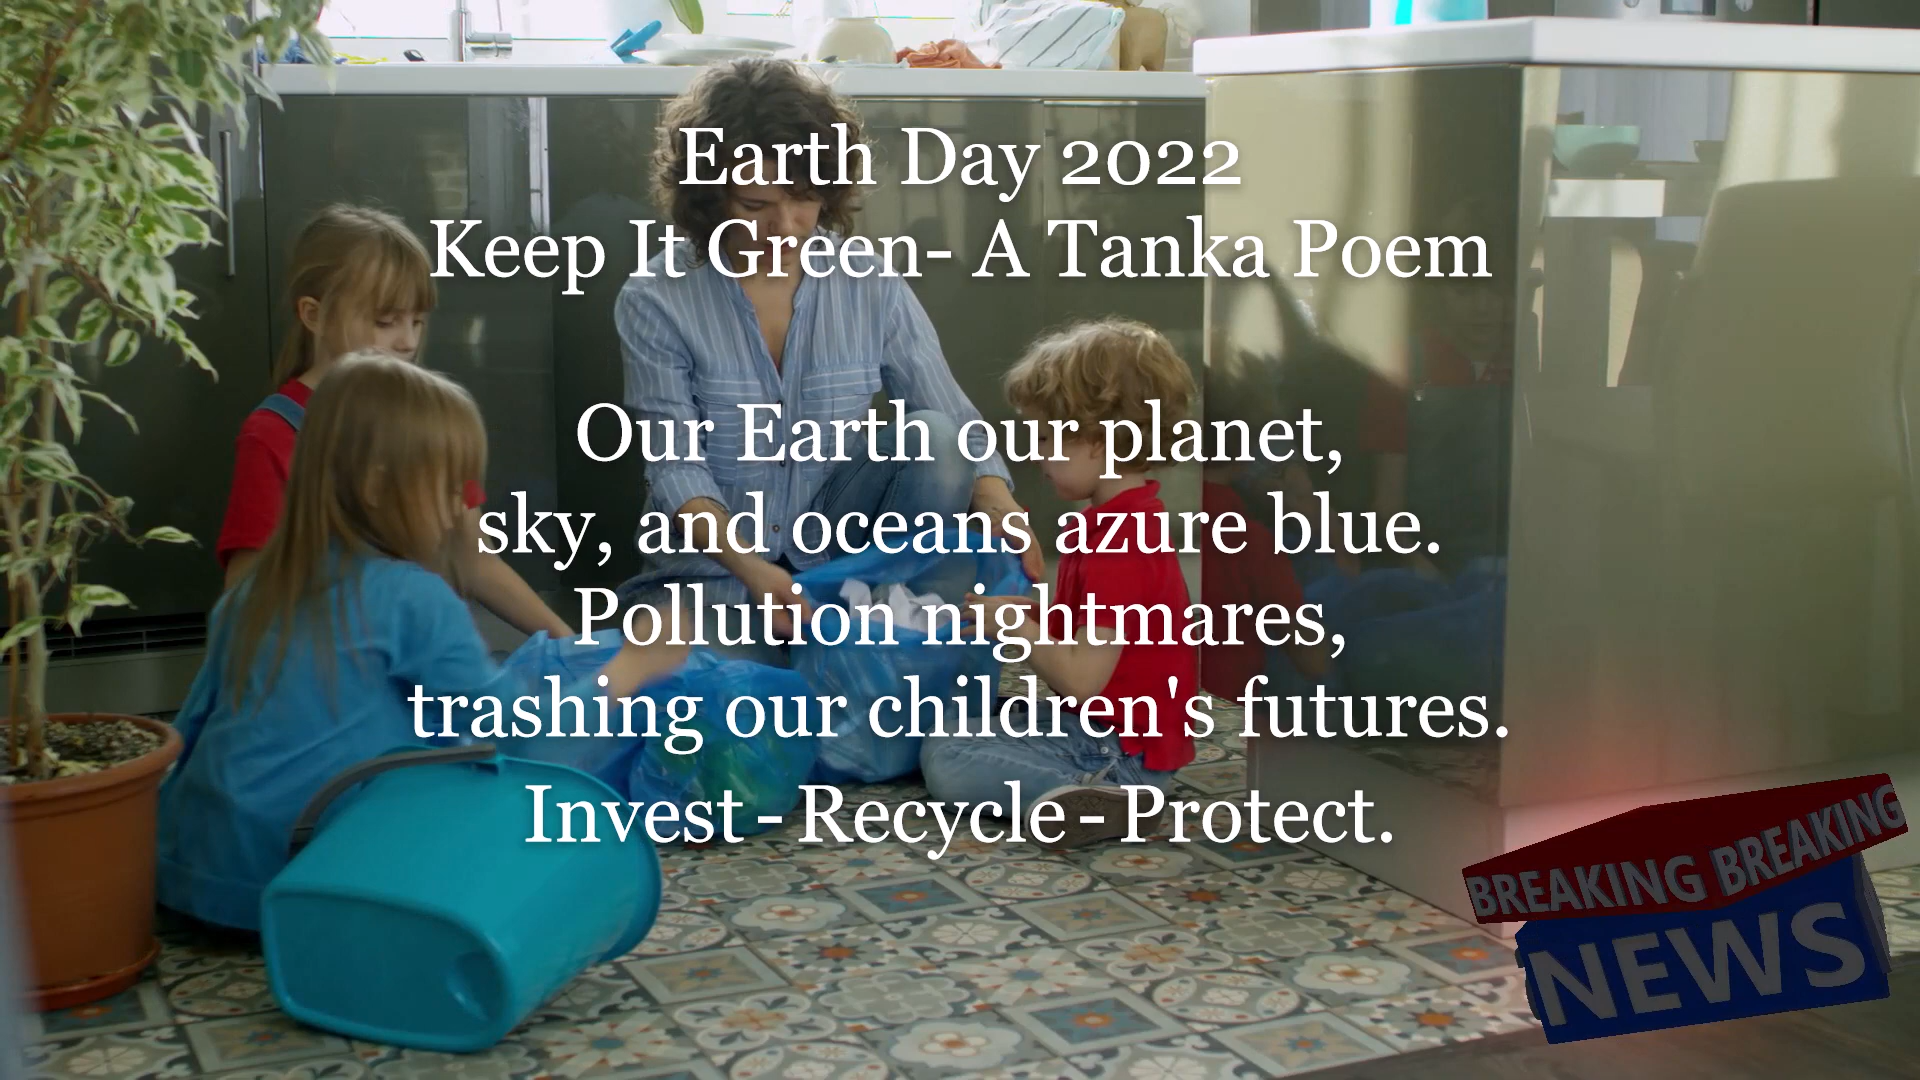 Earth Day 2022
Keep It Green- A Tanka Poem
Our Earth our planet,
sky, and oceans azure blue.
Pollution nightmares,
trashing our children's futures.
Invest - Recycle - Protect.
BREAKING BREAKING
NEWS